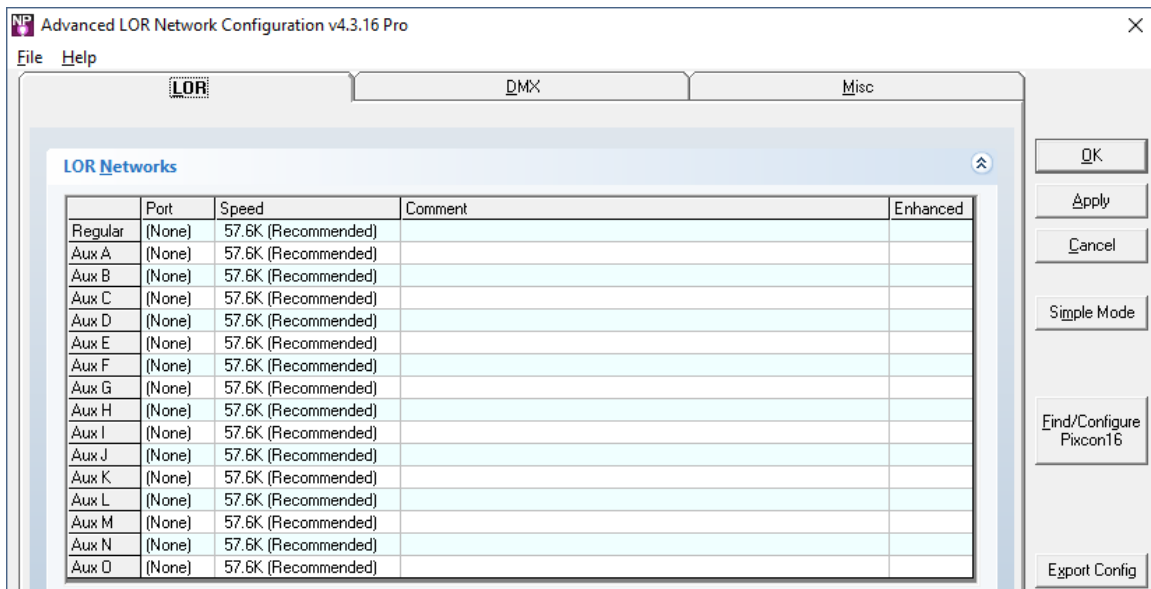 NP Advanced LOR Network Configuration v4.3.16 Pro
File Help
LOR DMX Misc
LOR Networks
Port Speed Comment Enhanced
Regular (None) 57.6K (Recommended)
Aux A (None) 57.6K (Recommended)
Aux B (None) 57.6K (Recommended)
Aux C (None) 57.6K (Recommended)
Aux D (None) 57.6K (Recommended)
Aux E (None) 57.6K (Recommended)
Aux F (None) 57.6K (Recommended)
Aux G (None) 57.6K (Recommended)
Aux H (None) 57.6K (Recommended)
Aux I (None) 57.6K (Recommended)
Aux J (None) 57.6K (Recommended)
Aux K (None) 57.6K (Recommended)
Aux L (None) 57.6K (Recommended)
Aux M (None) 57.6K (Recommended)
Aux N (None) 57.6K (Recommended)
Aux O (None) 57.6K (Recommended)
OK
Apply
Cancel
Simple Mode
Find/Configure
Pixcon16
Export Config